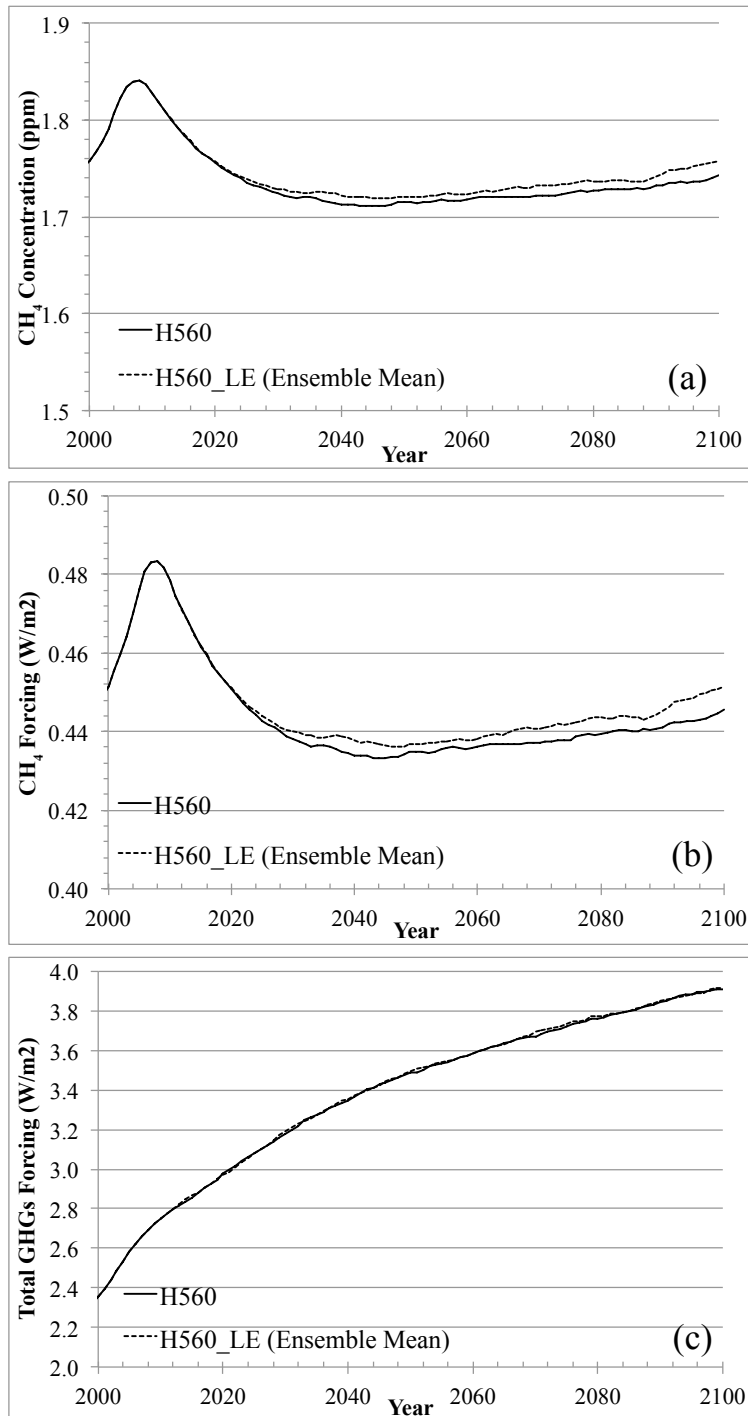 1.9
1.8
1.7
1.6
1.5
CH4 Concentration (ppm)
H560
H560_LE (Ensemble Mean)
(a)
2000 2020 2040 2060 2080 2100
Year
0.50
0.48
0.46
0.44
0.42
0.40
CH4 Forcing (W/m2)
H560
H560_LE (Ensemble Mean)
(b)
2000 2020 2040 2060 2080 2100
Year
4.0
3.8
3.6
3.4
3.2
3.0
2.8
2.6
2.4
2.2
2.0
Total GHGs Forcing (W/m2)
H560
H560_LE (Ensemble Mean)
(c)
2000 2020 2040 2060 2080 2100
Year